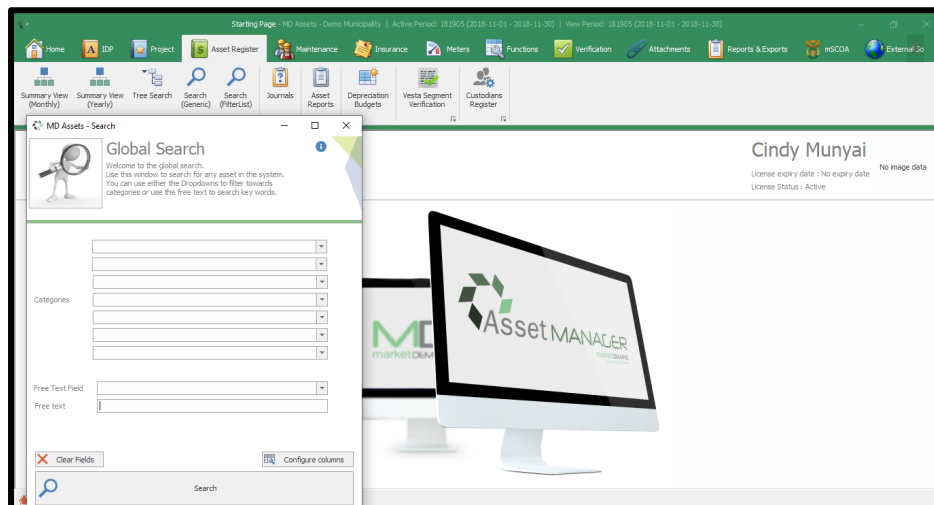 Starting Page - MD Assets - Demo Municipality | Active Period: 181905 (2018-11-01 - 2018-11-30) | View Period: 181905 (2018-11-01 - 2018-11-30)
Home IDP Project Asset Register Maintenance Insurance Meters Functions Verification Attachments Reports & Exports mSCOA External Go
Summary View (Monthly)
Summary View (Yearly)
Tree Search
Search (Generic)
Search (FilterList)
Journals
Asset Reports
Depreciation Budgets
Vesta Segment Verification
Custodians Register
MD Assets - Search
Global Search
Welcome to the global search.
Use this window to search for any asset in the system.
You can use either the Dropdowns to filter towards
categories or use the free text to search key words.
Categories
Free Text Field
Free text
Clear Fields
Configure columns
Search
Cindy Munyai
License expiry date : No expiry date
License Status : Active
No image data
MD
marketDEM
Asset MANAGER
marketDEMAND